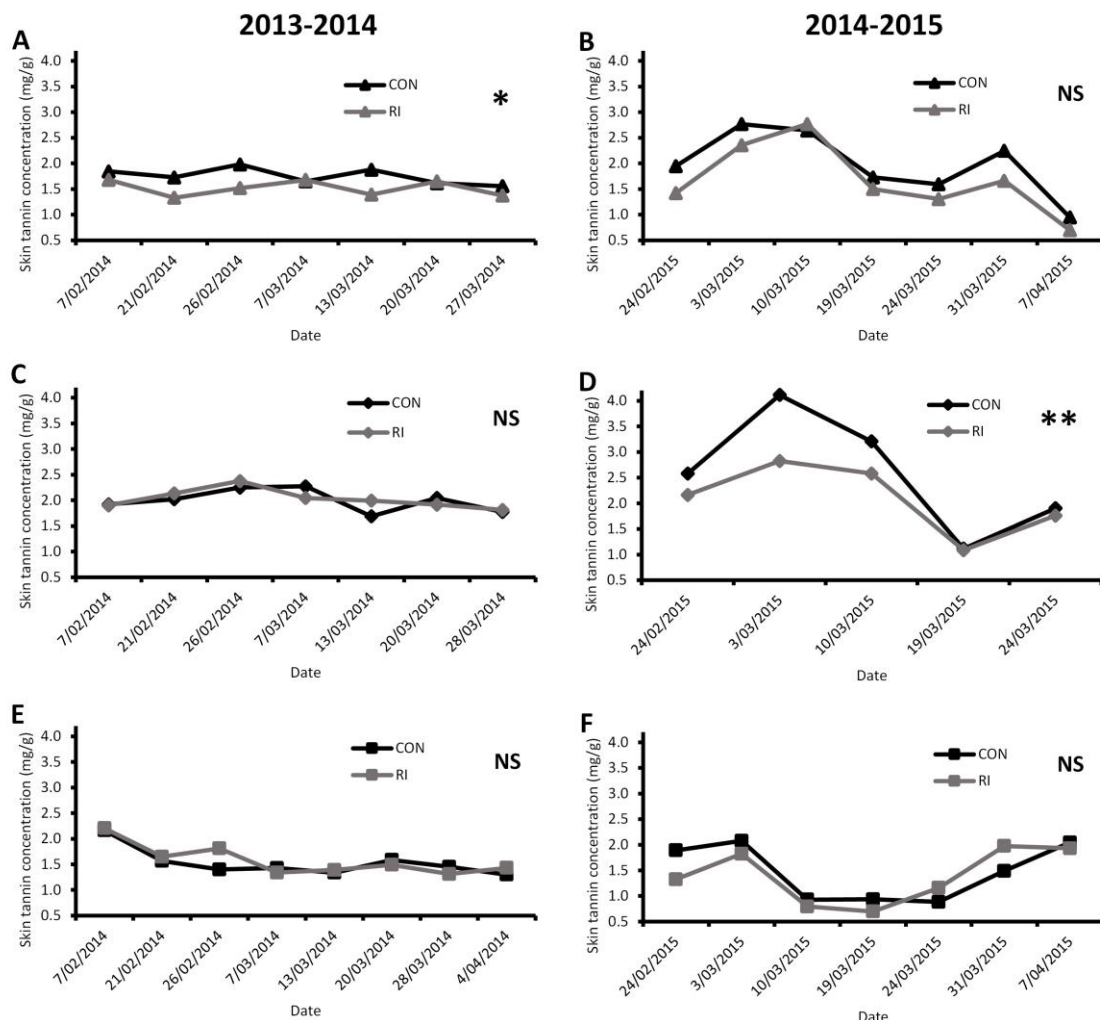 2013-2014
2014-2015
A
Skin tannin concentration (mg/g)
4.0
3.5
3.0
2.5
2.0
1.5
1.0
0.5
CON
RI
*
7/02/2014
21/02/2014
26/02/2014
7/03/2014
13/03/2014
20/03/2014
27/03/2014
Date
B
Skin tannin concentration (mg/g)
4.0
3.5
3.0
2.5
2.0
1.5
1.0
0.5
CON
RI
NS
24/02/2015
3/03/2015
10/03/2015
19/03/2015
24/03/2015
31/03/2015
7/04/2015
Date
C
Skin tannin concentration (mg/g)
4.0
3.5
3.0
2.5
2.0
1.5
1.0
0.5
CON
RI
NS
7/02/2014
21/02/2014
26/02/2014
7/03/2014
13/03/2014
20/03/2014
28/03/2014
Date
D
Skin tannin concentration (mg/g)
4.0
3.5
3.0
2.5
2.0
1.5
1.0
0.5
CON
RI
**
24/02/2015
3/03/2015
10/03/2015
19/03/2015
24/03/2015
Date
E
Skin tannin concentration (mg/g)
4.0
3.5
3.0
2.5
2.0
1.5
1.0
0.5
CON
RI
NS
7/02/2014
21/02/2014
26/02/2014
7/03/2014
13/03/2014
20/03/2014
28/03/2014
4/04/2014
Date
F
Skin tannin concentration (mg/g)
4.0
3.5
3.0
2.5
2.0
1.5
1.0
0.5
CON
RI
NS
24/02/2015
3/03/2015
10/03/2015
19/03/2015
24/03/2015
31/03/2015
7/04/2015
Date